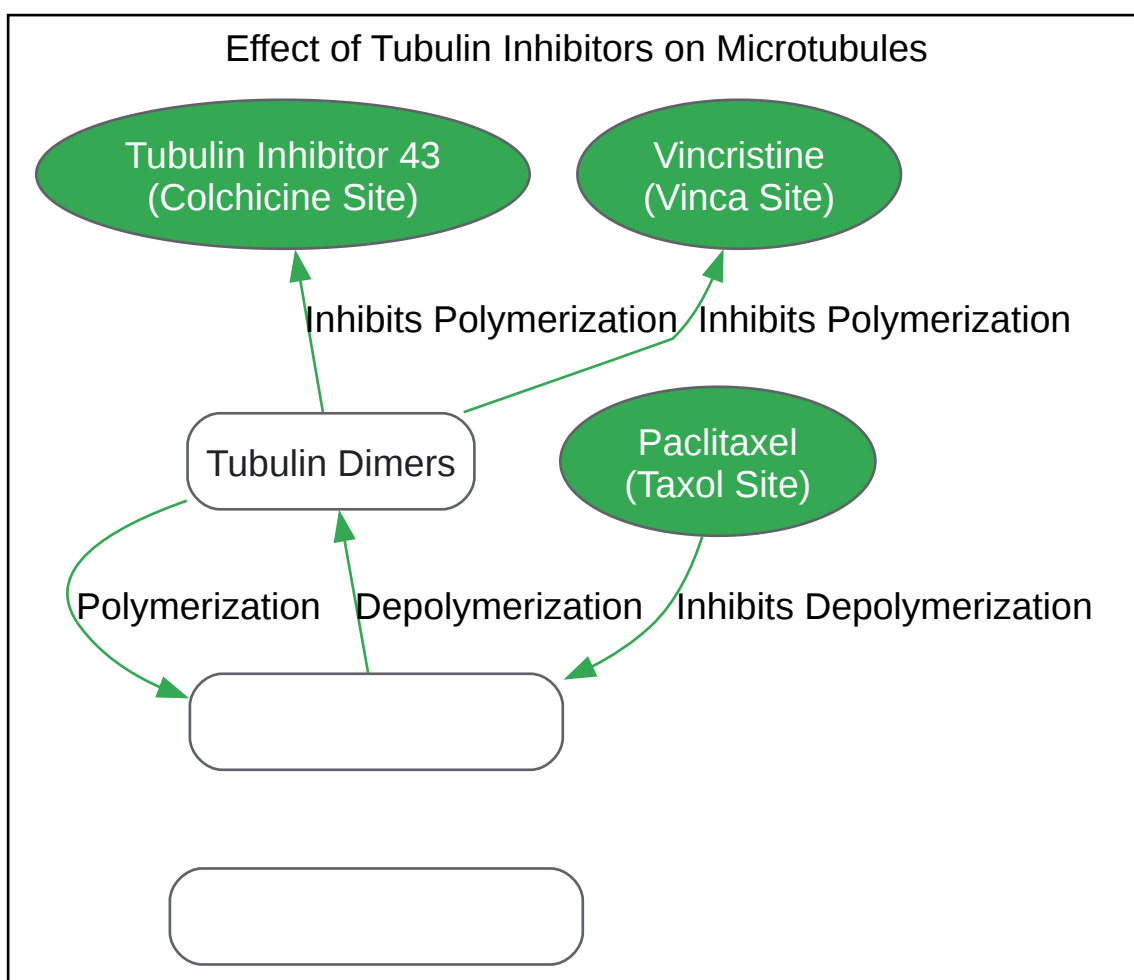 Effect of Tubulin Inhibitors on Microtubules
Tubulin Inhibitor 43
(Colchicine Site)
Vincristine
(Vinca Site)
Inhibits Polymerization
Inhibits Polymerization
Tubulin Dimers
Paclitaxel
(Taxol Site)
Polymerization
Depolymerization
Inhibits Depolymerization